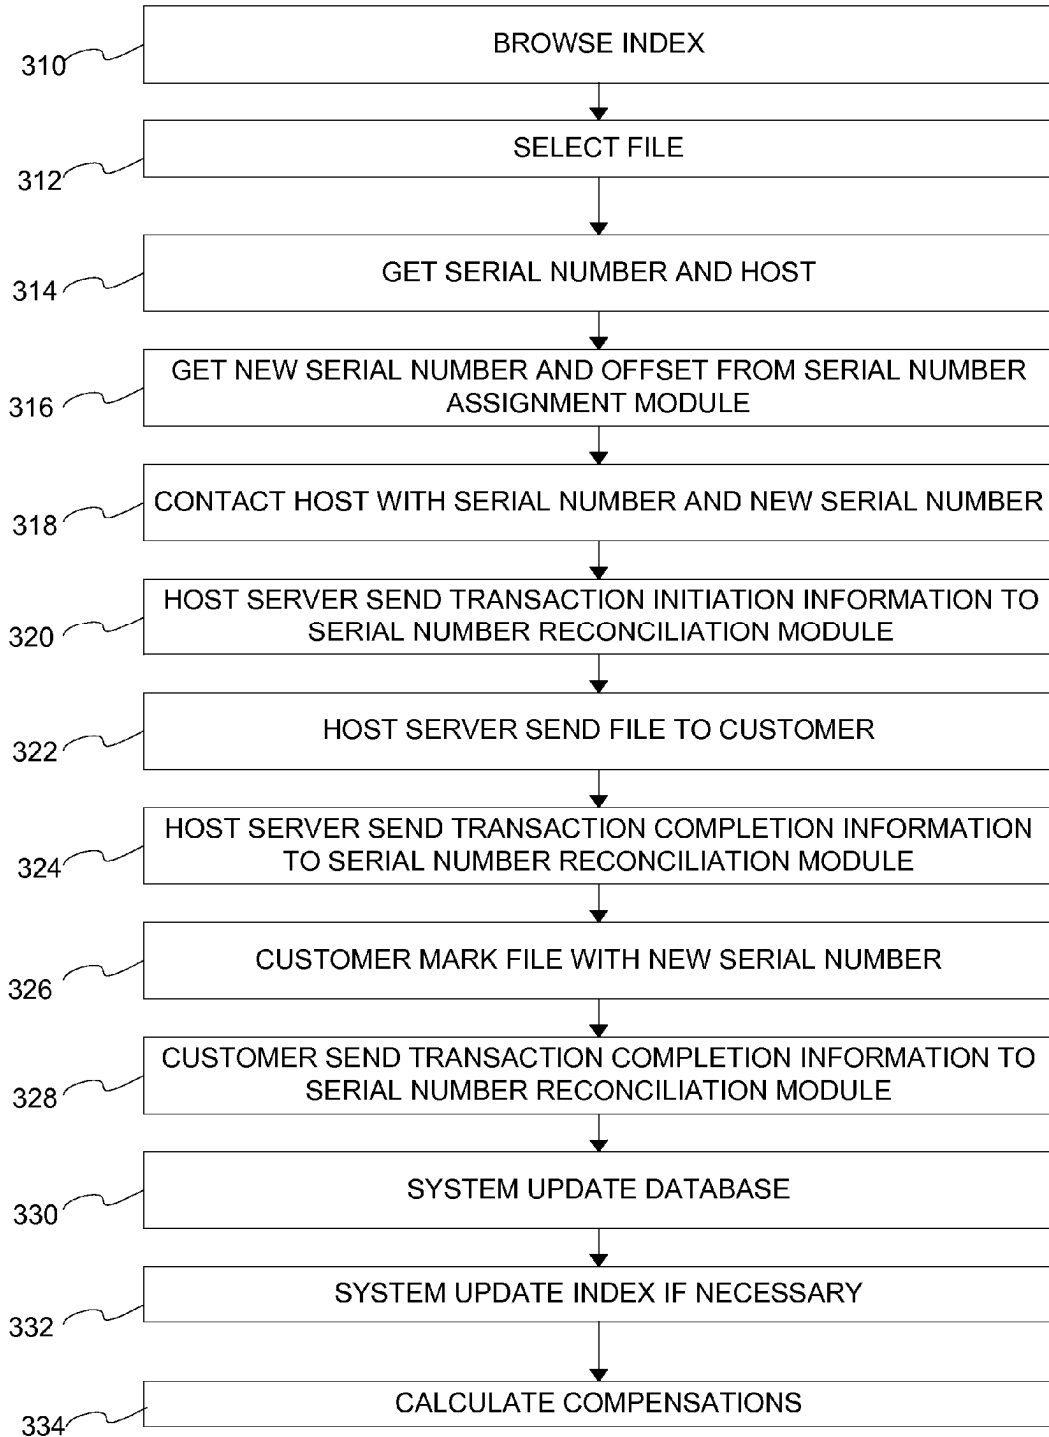 BROWSE INDEX
310
SELECT FILE
312
GET SERIAL NUMBER AND HOST
314
GET NEW SERIAL NUMBER AND OFFSET FROM SERIAL NUMBER
ASSIGNMENT MODULE
316
CONTACT HOST WITH SERIAL NUMBER AND NEW SERIAL NUMBER
318
HOST SERVER SEND TRANSACTION INITIATION INFORMATION TO
SERIAL NUMBER RECONCILIATION MODULE
320
HOST SERVER SEND FILE TO CUSTOMER
322
HOST SERVER SEND TRANSACTION COMPLETION INFORMATION
TO SERIAL NUMBER RECONCILIATION MODULE
324
CUSTOMER MARK FILE WITH NEW SERIAL NUMBER
326
CUSTOMER SEND TRANSACTION COMPLETION INFORMATION TO
SERIAL NUMBER RECONCILIATION MODULE
328
SYSTEM UPDATE DATABASE
330
SYSTEM UPDATE INDEX IF NECESSARY
332
CALCULATE COMPENSATIONS
334